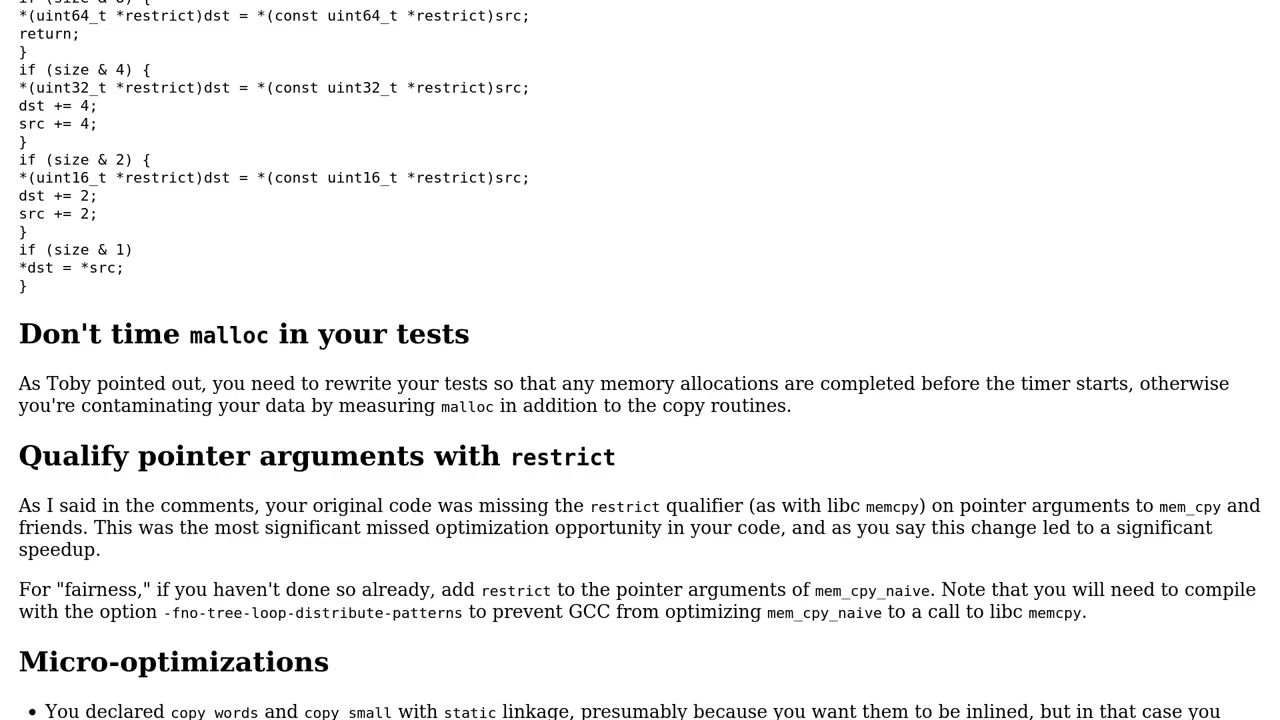 if (size & 8) {
*(uint64_t *restrict)dst = *(const uint64_t *restrict)src;
return;
}
if (size & 4) {
*(uint32_t *restrict)dst = *(const uint32_t *restrict)src;
dst += 4;
src += 4;
}
if (size & 2) {
*(uint16_t *restrict)dst = *(const uint16_t *restrict)src;
dst += 2;
src += 2;
}
if (size & 1)
*dst = *src;
}
Don't time malloc in your tests
As Toby pointed out, you need to rewrite your tests so that any memory allocations are completed before the timer starts, otherwise
you're contaminating your data by measuring malloc in addition to the copy routines.
Qualify pointer arguments with restrict
As I said in the comments, your original code was missing the restrict qualifier (as with libc memcpy) on pointer arguments to mem_cpy and
friends. This was the most significant missed optimization opportunity in your code, and as you say this change led to a significant
speedup.
For "fairness," if you haven't done so already, add restrict to the pointer arguments of mem_cpy_naive. Note that you will need to compile
with the option -fno-tree-loop-distribute-patterns to prevent GCC from optimizing mem_cpy_naive to a call to libc memcpy.
Micro-optimizations
• You declared copy_words and copy_small with static linkage, presumably because you want them to be inlined, but in that case you